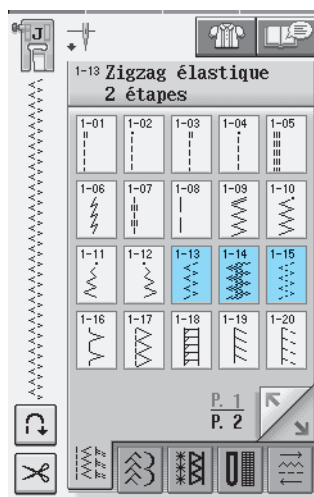 J
1-13 Zigzag élastique
2 étapes
1-01 1-02 1-03 1-04 1-05
1-06 1-07 1-08 1-09 1-10
1-11 1-12 1-13 1-14 1-15
1-16 1-17 1-18 1-19 1-20
P. 1
P. 2